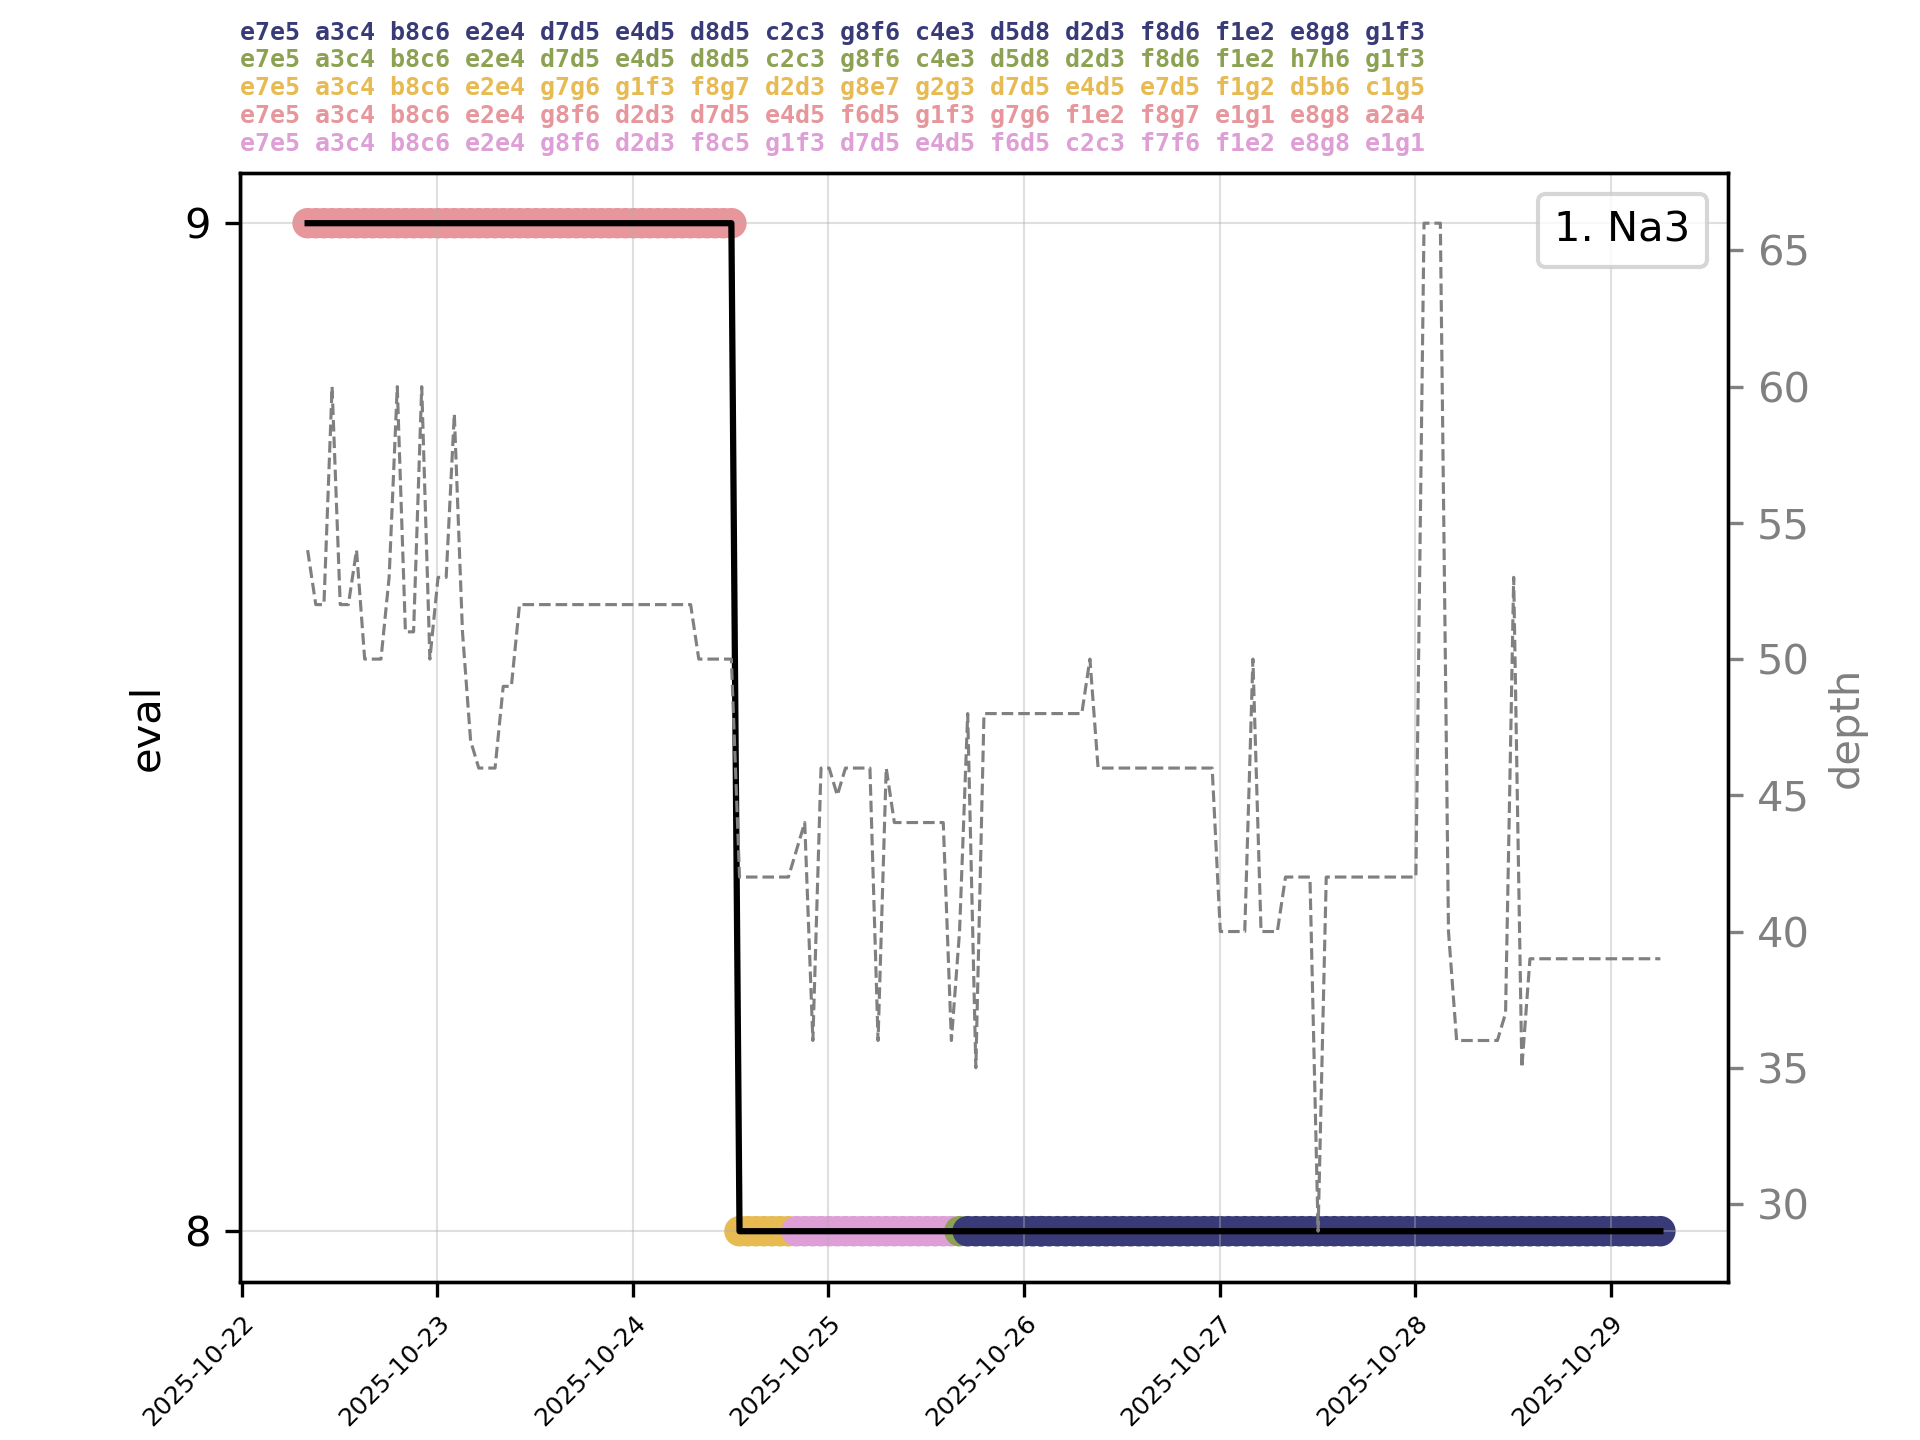 e7e5 a3c4 b8c6 e2e4 d7d5 e4d5 d8d5 c2c3 g8f6 c4e3 d5d8 d2d3 f8d6 f1e2 e8g8 g1f3
e7e5 a3c4 b8c6 e2e4 d7d5 e4d5 d8d5 c2c3 g8f6 c4e3 d5d8 d2d3 f8d6 f1e2 h7h6 g1f3
e7e5 a3c4 b8c6 e2e4 g7g6 g1f3 f8g7 d2d3 g8e7 g2g3 d7d5 e4d5 e7d5 f1g2 d5b6 c1g5
e7e5 a3c4 b8c6 e2e4 g8f6 d2d3 d7d5 e4d5 f6d5 g1f3 g7g6 f1e2 f8g7 e1g1 e8g8 a2a4
e7e5 a3c4 b8c6 e2e4 g8f6 d2d3 f8c5 g1f3 d7d5 e4d5 f6d5 c2c3 f7f6 f1e2 e8g8 e1g1
1. Na3
9
8
eval
65
60
55
50
45
40
35
30
depth
2025-10-22
2025-10-23
2025-10-24
2025-10-25
2025-10-26
2025-10-27
2025-10-28
2025-10-29